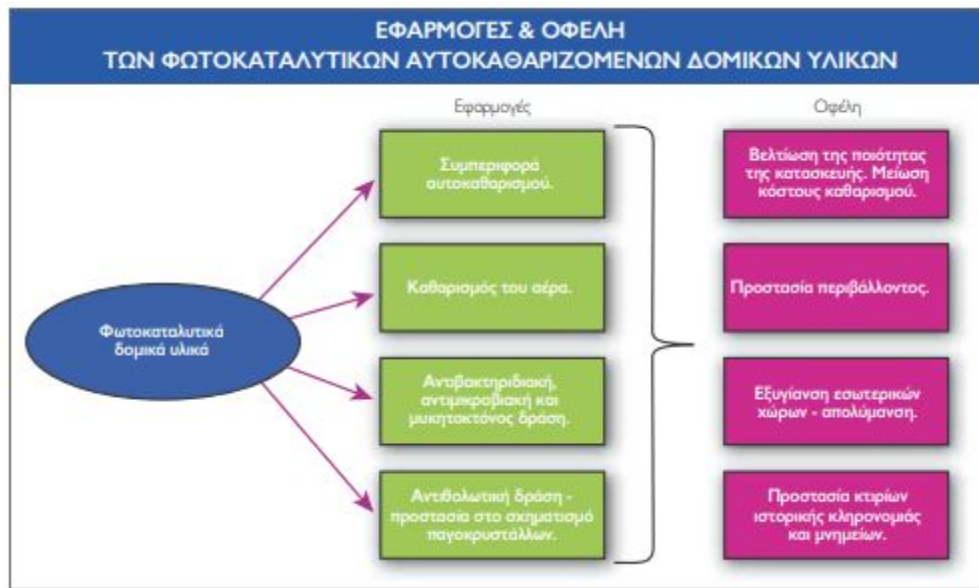 ΕΦΑΡΜΟΓΕΣ & ΟΦΕΛΗ
ΤΩΝ ΦΩΤΟΚΑΤΑΛΥΤΙΚΩΝ ΑΥΤΟΚΑΘΑΡΙΖΟΜΕΝΩΝ ΔΟΜΙΚΩΝ ΥΛΙΚΩΝ
Εφαρμογές
Οφέλη
Φωτοκαταλυτικά
δομικά υλικά
Συμπεριφορά
αυτοκαθαρισμού.
Καθαρισμός του αέρα.
Αντιβακτηριδιακή,
αντιμικροβιακή και
μυκητοκτόνος δράση.
Αντιθολωτική δράση -
προστασία στο σχηματισμό
παγοκρυστάλλων.
Βελτίωση της ποιότητας
της κατασκευής. Μείωση
κόστους καθαρισμού.
Προστασία περιβάλλοντος.
Εξυγίανση εσωτερικών
χώρων - απολύμανση.
Προστασία κτιρίων
ιστορικής κληρονομιάς
και μνημείων.